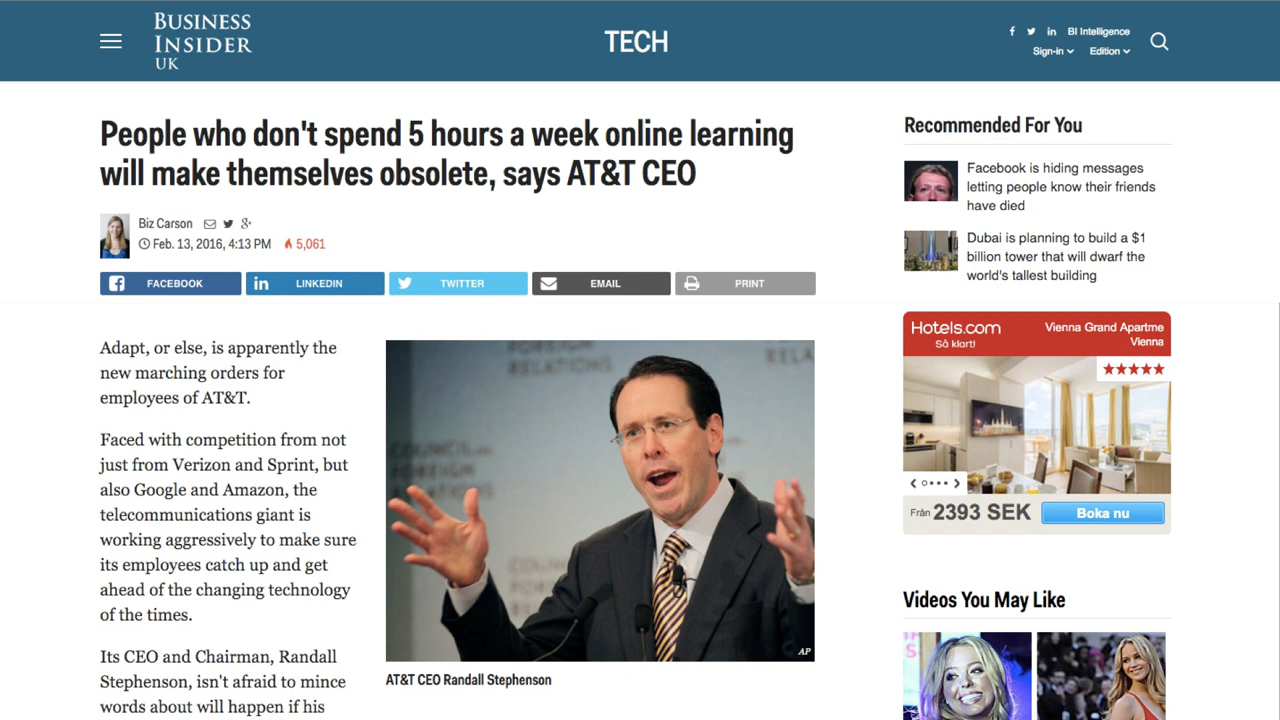 BUSINESS
INSIDER
UK
TECH
BI Intelligence
Sign-in
Edition
People who don't spend 5 hours a week online learning
will make themselves obsolete, says AT&T CEO
Biz Carson
Feb. 13, 2016, 4:13 PM 5,061
FACEBOOK
LINKEDIN
TWITTER
EMAIL
PRINT
Adapt, or else, is apparently the
new marching orders for
employees of AT&T.
Faced with competition from not
just from Verizon and Sprint, but
also Google and Amazon, the
telecommunications giant is
working aggressively to make sure
its employees catch up and get
ahead of the changing technology
of the times.
Its CEO and Chairman, Randall
Stephenson, isn't afraid to mince
words about will happen if his
FOREIGN
RELATIONS
RELA
COUNCIL
FOREIGN
RELATIONS
AP
AT&T CEO Randall Stephenson
Recommended For You
Facebook is hiding messages
letting people know their friends
have died
Dubai is planning to build a $1
billion tower that will dwarf the
world's tallest building
Hotels.com
Så klart!
Vienna Grand Apartme
Vienna
Från 2393 SEK
Boka nu
Videos You May Like